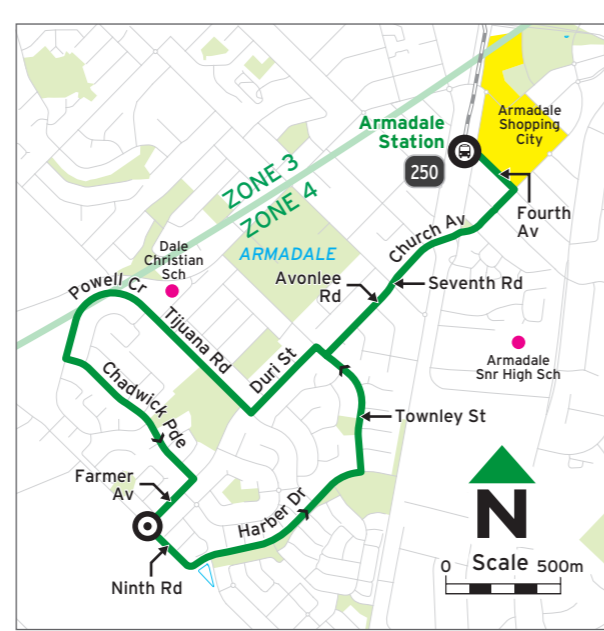 Armadale
Shopping
City
Armadale
Station
250
ZONE 3
ZONE 4
Fourth
Av
Church Av
Dale
Christian
Sch
ARMADALE
Avonlee
Rd
Seventh Rd
Powell Cr
Tijuana Rd
Duri St
Armadale
Snr High Sch
Chadwick Pde
Townley St
Farmer
Av
Harber Dr
N
Ninth Rd
Scale
0 500m